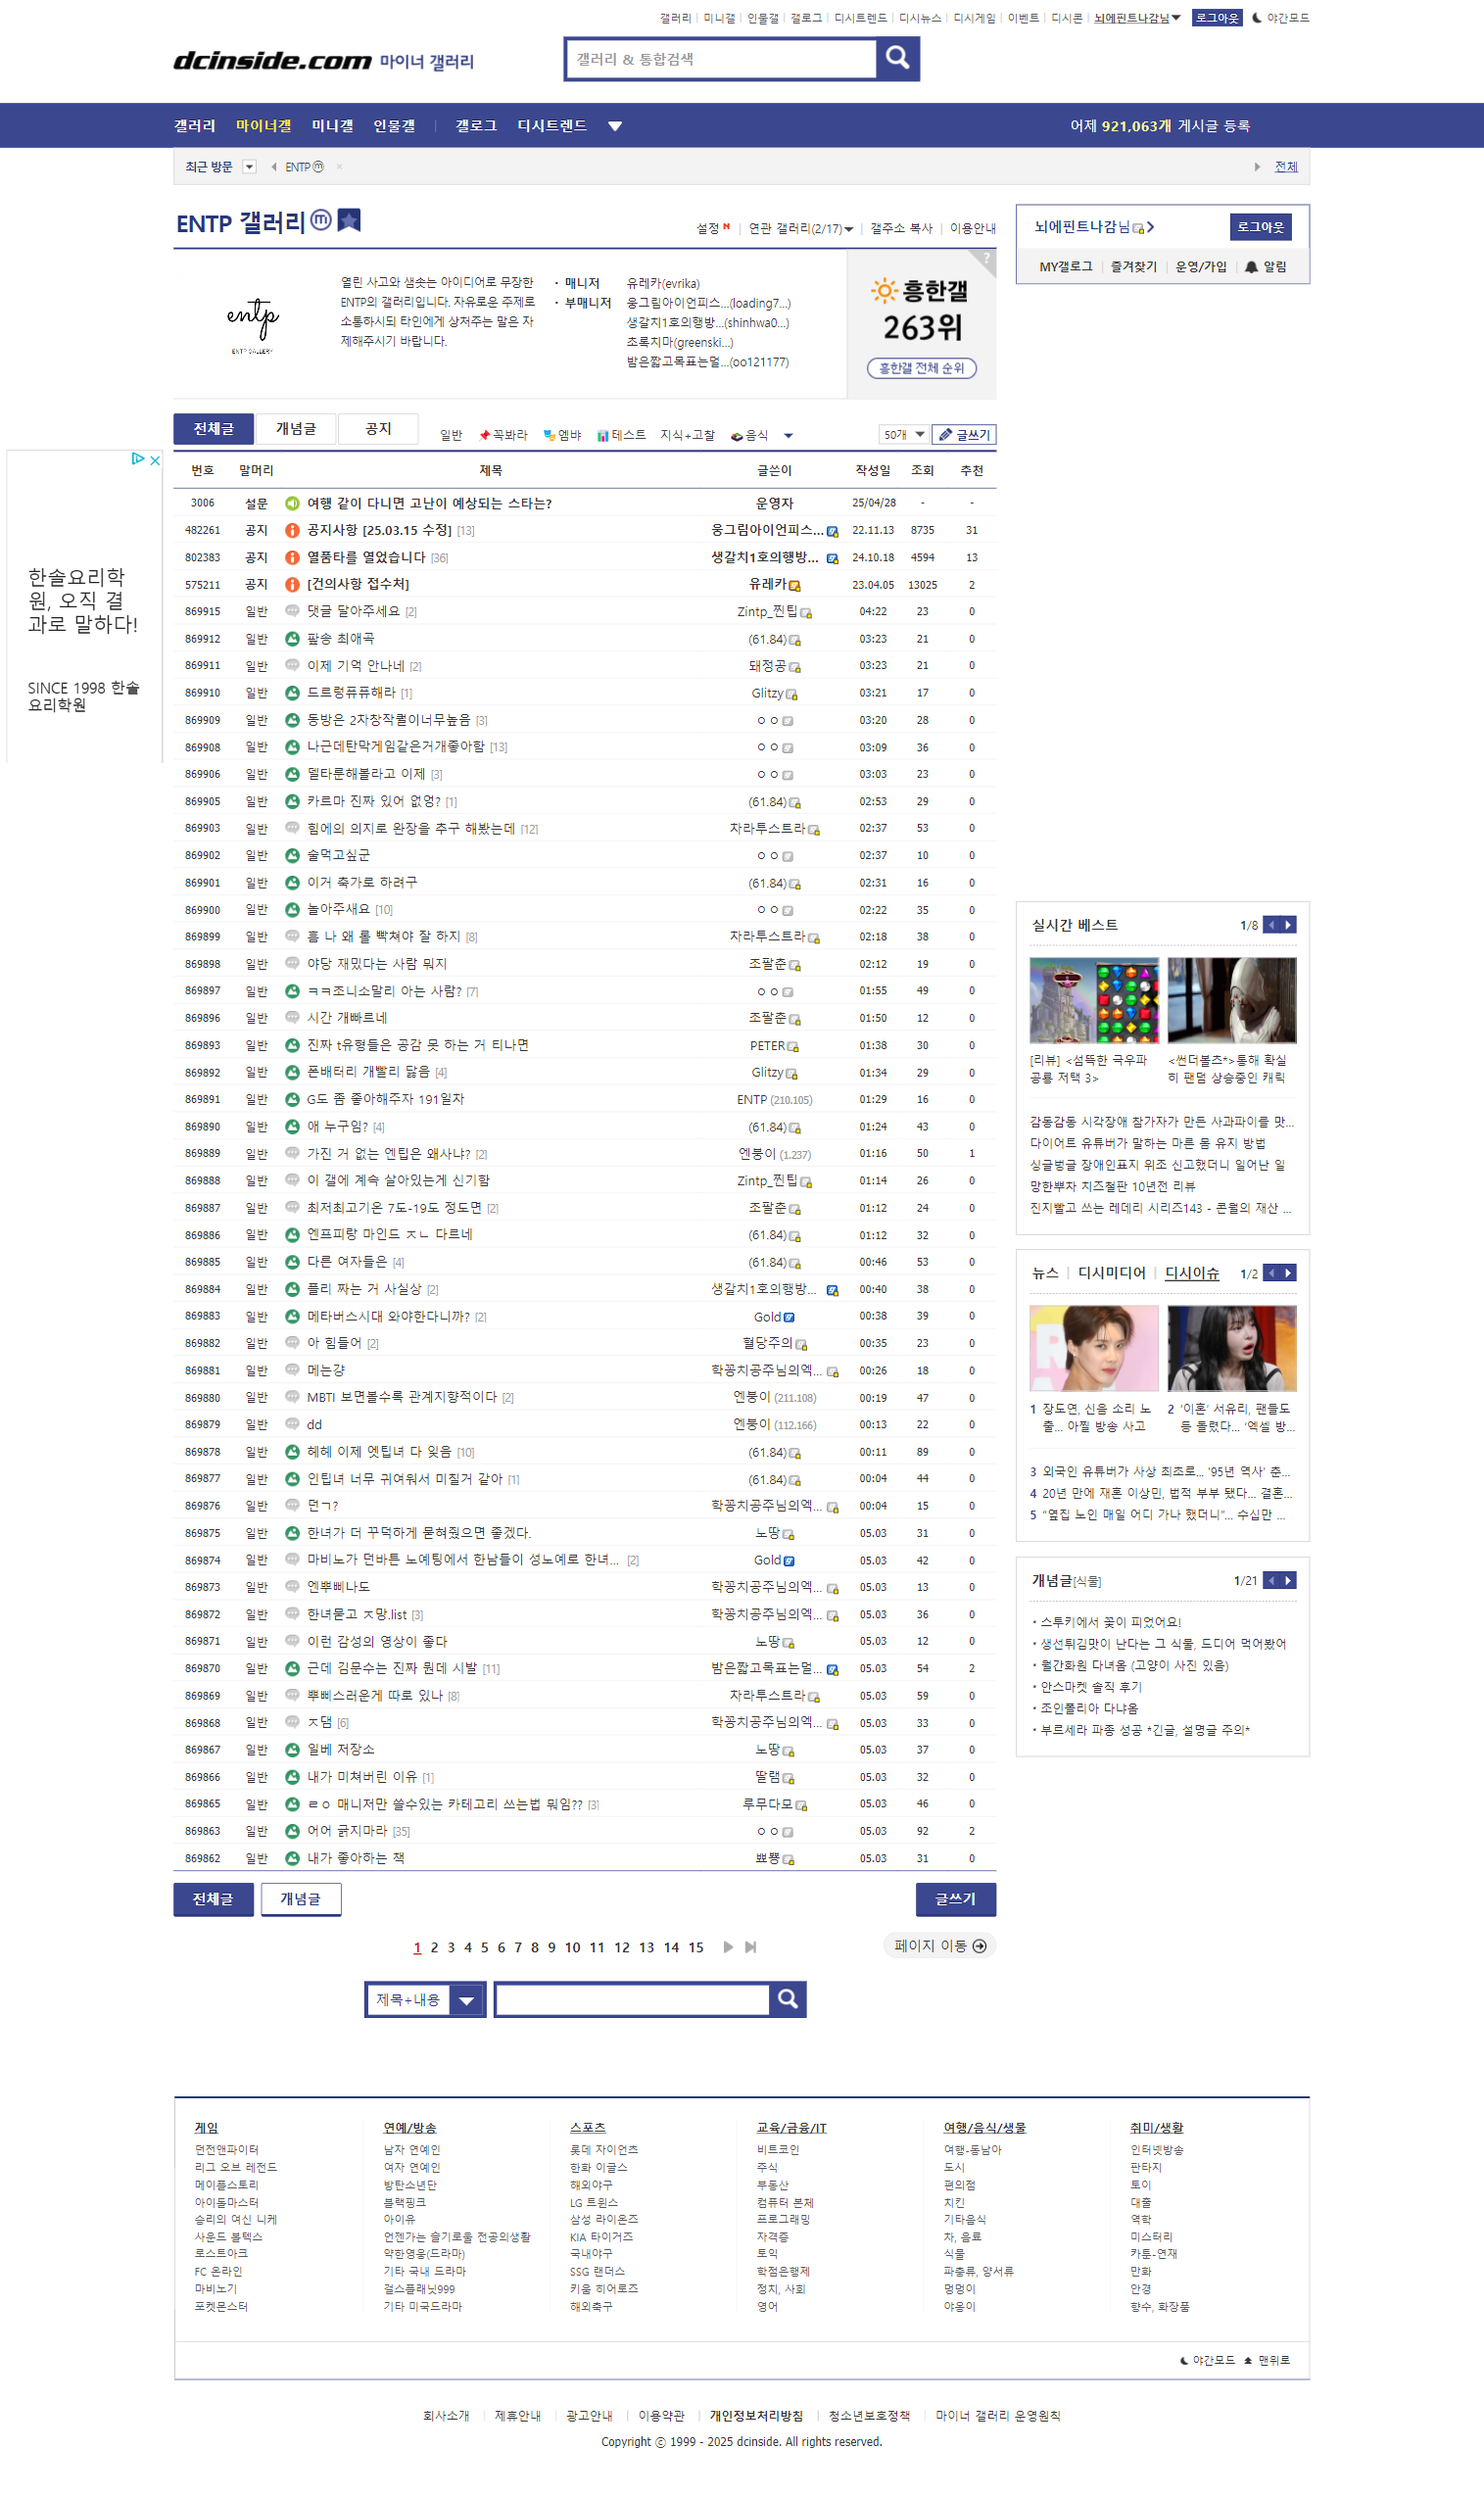 갤러리 | 미니갤 | 인물갤 | 갤로그 | 디시트렌드 | 디시뉴스 | 디시게임 | 이벤트 | 디시콘 | 뇌에핀트나감님 로그아웃 야간모드
dcinside.com 마이너 갤러리
갤러리 & 통합검색
갤러리 마이너갤 미니갤 인물갤 | 갤로그 디시트렌드
어제 921,063개 게시글 등록
최근 방문 ENTP ⓜ ×
전체
ENTP 갤러리 ⓜ
설정 N | 연관 갤러리(2/17) | 갤주소 복사 | 이용안내
열린 사고와 샘솟는 아이디어로 무장한
ENTP의 갤러리입니다. 자유로운 주제로
소통하시되 타인에게 상처주는 말은 자
제해주시기 바랍니다.
entp
ENTP GALLERY
· 매니저 유레카(evrika)
· 부매니저 웅그림아이언피스...(loading7...)
생갈치1호의행방...(shinhwa0...)
초록치마(greenski...)
밤은짧고목표는멀...(oo121177)
?
흥한갤
263위
흥한갤 전체 순위
뇌에핀트나감님
로그아웃
MY갤로그 | 즐겨찾기 | 운영/가입 | 알림
전체글 개념글 공지
일반 꼭봐라 엠뱌 테스트 지식+고찰 음식
50개 글쓰기
번호 말머리 제목 글쓴이 작성일 조회 추천
3006 설문 여행 같이 다니면 고난이 예상되는 스타는? 운영자 25/04/28 - -
482261 공지 공지사항 [25.03.15 수정] [13] 웅그림아이언피스... 22.11.13 8735 31
802383 공지 열품타를 열었습니다 [36] 생갈치1호의행방... 24.10.18 4594 13
575211 공지 [건의사항 접수처] 유레카 23.04.05 13025 2
869915 일반 댓글 달아주세요 [2] Zintp_찐팁 04:22 23 0
869912 일반 팦송 최애곡 (61.84) 03:23 21 0
869911 일반 이제 기억 안나네 [2] 돼정공 03:23 21 0
869910 일반 드르렁퓨퓨해라 [1] Glitzy 03:21 17 0
869909 일반 동방은 2차창작퀄이너무높음 [3] ㅇㅇ 03:20 28 0
869908 일반 나근데탄막게임같은거개좋아함 [13] ㅇㅇ 03:09 36 0
869906 일반 델타룬해볼라고 이제 [3] ㅇㅇ 03:03 23 0
869905 일반 카르마 진짜 있어 없엉? [1] (61.84) 02:53 29 0
869903 일반 힘에의 의지로 완장을 추구 해봤는데 [12] 차라투스트라 02:37 53 0
869902 일반 술먹고싶군 ㅇㅇ 02:37 10 0
869901 일반 이거 축가로 하려구 (61.84) 02:31 16 0
869900 일반 놀아주새요 [10] ㅇㅇ 02:22 35 0
869899 일반 흠 나 왜 롤 빡쳐야 잘 하지 [8] 차라투스트라 02:18 38 0
869898 일반 야당 재밌다는 사람 뭐지 조팔춘 02:12 19 0
869897 일반 ㅋㅋ조니소말리 아는 사람? [7] ㅇㅇ 01:55 49 0
869896 일반 시간 개빠르네 조팔춘 01:50 12 0
869893 일반 진짜 t유형들은 공감 못 하는 거 티나면 PETER 01:38 30 0
869892 일반 폰배터리 개빨리 닳음 [4] Glitzy 01:34 29 0
869891 일반 G도 좀 좋아해주자 191일차 ENTP (210.105) 01:29 16 0
869890 일반 얘 누구임? [4] (61.84) 01:24 43 0
869889 일반 가진 거 없는 엔팁은 왜사냐? [2] 엔붕이 (1.237) 01:16 50 1
869888 일반 이 갤에 계속 살아있는게 신기함 Zintp_찐팁 01:14 26 0
869887 일반 최저최고기온 7도-19도 정도면 [2] 조팔춘 01:12 24 0
869886 일반 엔프피랑 마인드 ㅈㄴ 다르네 (61.84) 01:12 32 0
869885 일반 다른 여자들은 [4] (61.84) 00:46 53 0
869884 일반 플리 짜는 거 사실상 [2] 생갈치1호의행방... 00:40 38 0
869883 일반 메타버스시대 와야한다니까? [2] Gold 00:38 39 0
869882 일반 아 힘들어 [2] 혈당주의 00:35 23 0
869881 일반 메는걍 학꽁치공주님의엑... 00:26 18 0
869880 일반 MBTI 보면볼수록 관계지향적이다 [2] 엔붕이 (211.108) 00:19 47 0
869879 일반 dd 엔붕이 (112.166) 00:13 22 0
869878 일반 헤헤 이제 엣팁녀 다 잊음 [10] (61.84) 00:11 89 0
869877 일반 인팁녀 너무 귀여워서 미칠거 같아 [1] (61.84) 00:04 44 0
869876 일반 던ㄱ? 학꽁치공주님의엑... 00:04 15 0
869875 일반 한녀가 더 꾸덕하게 묻혀줬으면 좋겠다. 노땅 05.03 31 0
869874 일반 마비노가 던바튼 노예팅에서 한남들이 성노예로 한녀... [2] Gold 05.03 42 0
869873 일반 엔뿌삐나도 학꽁치공주님의엑... 05.03 13 0
869872 일반 한녀묻고 ㅈ망.list [3] 학꽁치공주님의엑... 05.03 36 0
869871 일반 이런 감성의 영상이 좋다 노땅 05.03 12 0
869870 일반 근데 김문수는 진짜 뭔데 시발 [11] 밤은짧고목표는멀... 05.03 54 2
869869 일반 뿌삐스러운게 따로 있나 [8] 차라투스트라 05.03 59 0
869868 일반 ㅈ댐 [6] 학꽁치공주님의엑... 05.03 33 0
869867 일반 일베 저장소 노땅 05.03 37 0
869866 일반 내가 미쳐버린 이유 [1] 딸램 05.03 32 0
869865 일반 ㄹㅇ 매니저만 쓸수있는 카테고리 쓰는법 뭐임?? [3] 루무다모 05.03 46 0
869863 일반 어어 긁지마라 [35] ㅇㅇ 05.03 92 2
869862 일반 내가 좋아하는 책 뾰뿅 05.03 31 0
전체글 개념글 글쓰기
1 2 3 4 5 6 7 8 9 10 11 12 13 14 15
페이지 이동
제목+내용
한솔요리학
원, 오직 결
과로 말하다!
SINCE 1998 한솔
요리학원
실시간 베스트 1/8
[리뷰] <섬뜩한 극우파
공룡 저택 3>
<썬더볼츠*>통해 확실
히 팬덤 상승중인 캐릭
감동감동 시각장애 참가자가 만든 사과파이를 맛...
다이어트 유튜버가 말하는 마른 몸 유지 방법
싱글벙글 장애인표지 위조 신고했더니 일어난 일
망한뿌자 치즈철판 10년전 리뷰
진지빨고 쓰는 레데리 시리즈143 - 콘월의 재산 ...
뉴스 | 디시미디어 | 디시이슈 1/2
1 장도연, 신음 소리 노
출... 아찔 방송 사고
2 '이혼' 서유리, 팬들도
등 돌렸다... '엑셀 방...
3 외국인 유튜버가 사상 최초로... '95년 역사' 춘...
4 20년 만에 재혼 이상민, 법적 부부 됐다... 결혼...
5 "옆집 노인 매일 어디 가나 했더니"... 수십만 ...
개념글[식물] 1/21
· 스투키에서 꽃이 피었어요!
· 생선튀김맛이 난다는 그 식물, 드디어 먹어봤어
· 월간화원 다녀옴 (고양이 사진 있음)
· 안스마켓 솔직 후기
· 조인폴리아 다냐옴
· 부르세라 파종 성공 *긴글, 설명글 주의*
게임
던전앤파이터
리그 오브 레전드
메이플스토리
아이돌마스터
승리의 여신 니케
사운드 볼텍스
로스트아크
FC 온라인
마비노기
포켓몬스터
연예/방송
남자 연예인
여자 연예인
방탄소년단
블랙핑크
아이유
언젠가는 슬기로울 전공의생활
약한영웅(드라마)
기타 국내 드라마
걸스플래닛999
기타 미국드라마
스포츠
롯데 자이언츠
한화 이글스
해외야구
LG 트윈스
삼성 라이온즈
KIA 타이거즈
국내야구
SSG 랜더스
키움 히어로즈
해외축구
교육/금융/IT
비트코인
주식
부동산
컴퓨터 본체
프로그래밍
자격증
토익
학점은행제
정치, 사회
영어
여행/음식/생물
여행-동남아
도시
편의점
치킨
기타음식
차, 음료
식물
파충류, 양서류
멍멍이
야옹이
취미/생활
인터넷방송
판타지
토이
대출
역학
미스터리
카툰-연재
만화
안경
향수, 화장품
야간모드 맨위로
회사소개 | 제휴안내 | 광고안내 | 이용약관 | 개인정보처리방침 | 청소년보호정책 | 마이너 갤러리 운영원칙
Copyright ⓒ 1999 - 2025 dcinside. All rights reserved.